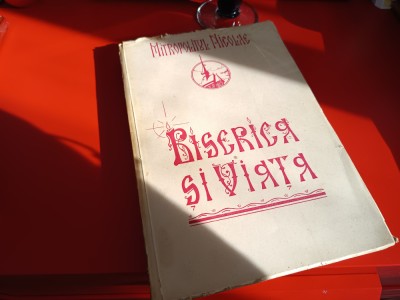 MITROPOLITUL NICOLAE
BISERICA
ȘI VIAȚA